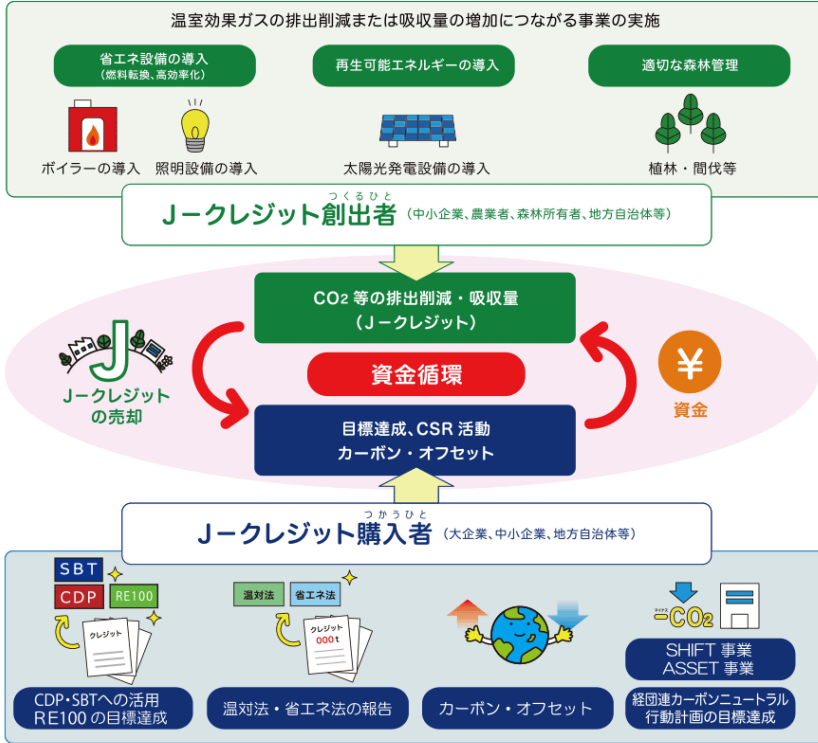 温室効果ガスの排出削減または吸収量の増加につながる事業の実施
省エネ設備の導入
（燃料転換、高効率化）
再生可能エネルギーの導入
適切な森林管理
ボイラーの導入
照明設備の導入
太陽光発電設備の導入
植林・間伐等
つくるひと
Jークレジット創出者（中小企業、農業者、森林所有者、地方自治体等）
CO2 等の排出削減・吸収量
（Jークレジット）
J
Jークレジット
の売却
資金循環
¥
資金
目標達成、CSR 活動
カーボン・オフセット
つかうひと
Jークレジット購入者（大企業、中小企業、地方自治体等）
SBT
CDP
RE100
クレジット
CDP・SBTへの活用
RE100 の目標達成
温対法
省エネ法
クレジット
000t
温対法・省エネ法の報告
カーボン・オフセット
マイナス
ーCO2
SHIFT 事業
ASSET 事業
経団連カーボンニュートラル
行動計画の目標達成